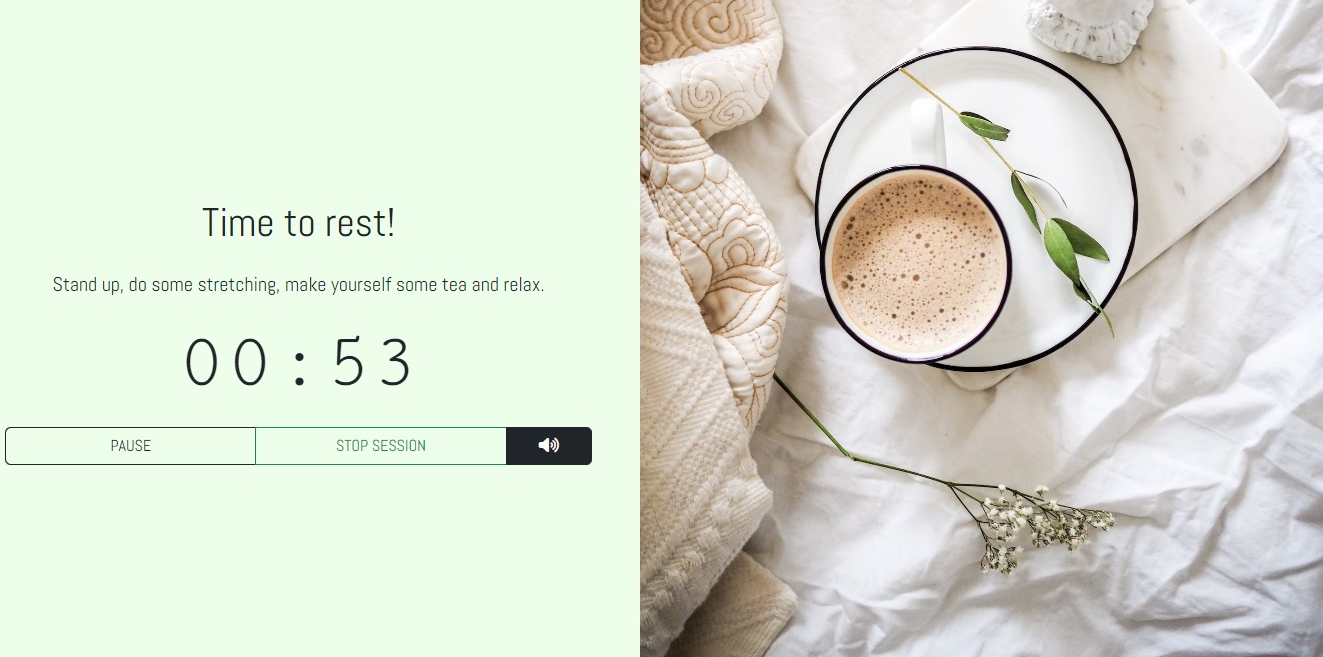 Time to rest!
Stand up, do some stretching, make yourself some tea and relax.
00:53
PAUSE
STOP SESSION